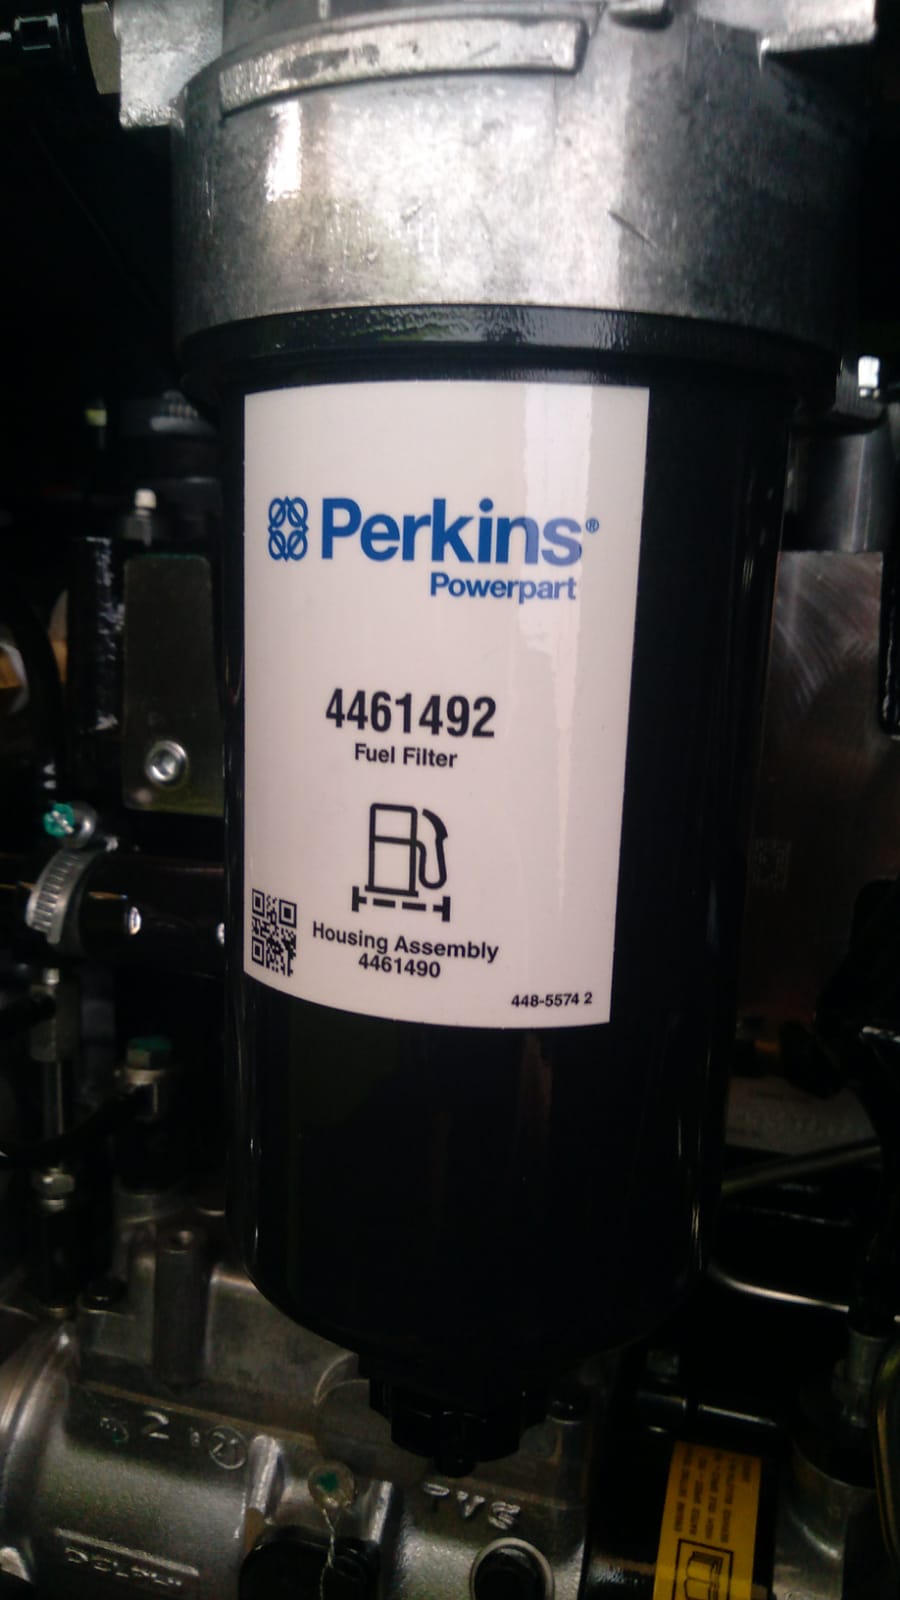 Perkins®
Powerpart
4461492
Fuel Filter
Housing Assembly
4461490
448-5574 2